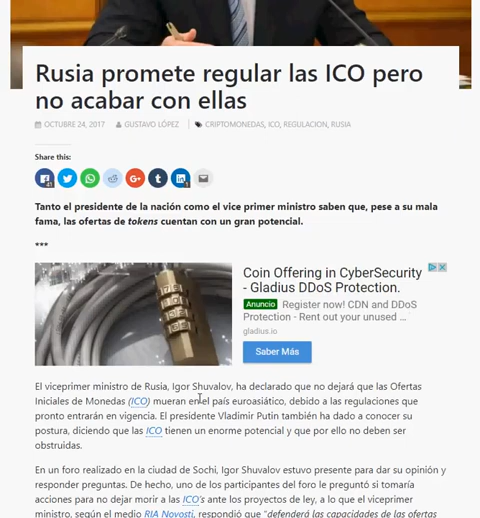 Rusia promete regular las ICO pero
no acabar con ellas
OCTUBRE 24, 2017 GUSTAVO LÓPEZ CRIPTOMONEDAS, ICO, REGULACION, RUSIA
Share this:
41
1
Tanto el presidente de la nación como el vice primer ministro saben que, pese a su mala
fama, las ofertas de tokens cuentan con un gran potencial.
***
Coin Offering in CyberSecurity
- Gladius DDoS Protection.
Anuncio Register now! CDN and DDoS
Protection - Rent out your unused ...
gladius.io
Saber Más
El viceprimer ministro de Rusia, Igor Shuvalov, ha declarado que no dejará que las Ofertas
Iniciales de Monedas (ICO) mueran en el país euroasiático, debido a las regulaciones que
pronto entrarán en vigencia. El presidente Vladimir Putin también ha dado a conocer su
postura, diciendo que las ICO tienen un enorme potencial y que por ello no deben ser
obstruidas.
En un foro realizado en la ciudad de Sochi, Igor Shuvalov estuvo presente para dar su opinión y
responder preguntas. De hecho, uno de los participantes del foro le preguntó si tomaría
acciones para no dejar morir a las ICO's ante los proyectos de ley, a lo que el viceprimer
ministro, según el medio RIA Novosti, respondió que "defenderá las capacidades de las ofertas